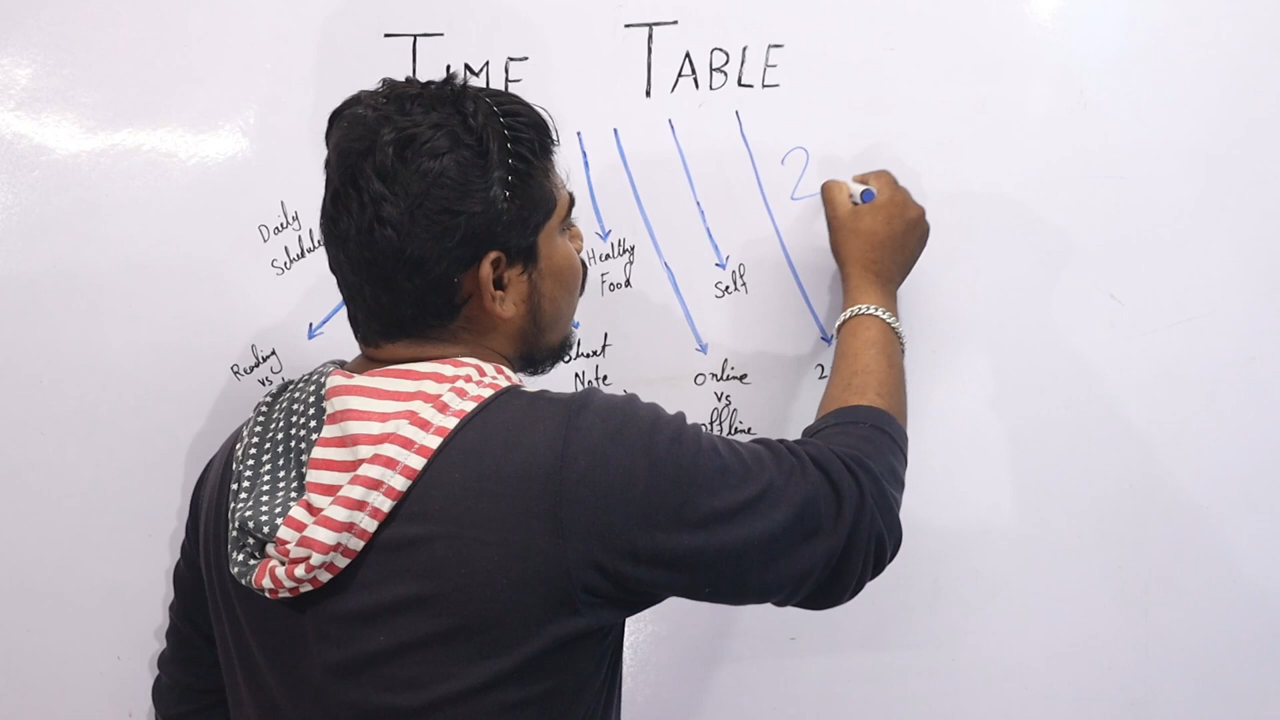 TIME TABLE
2
Daily
Schedule
Healthy
Food
Self
Reading
vs
Short
Note
online
vs
offline
2